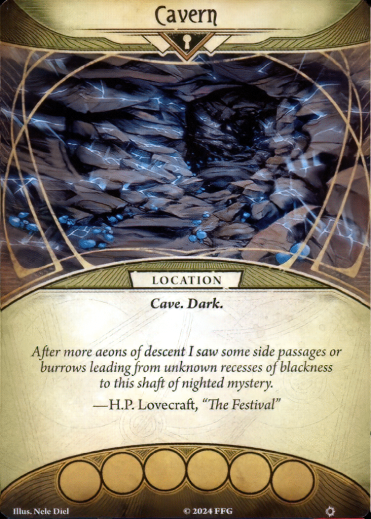 Cavern
LOCATION
Cave. Dark.
After more aeons of descent I saw some side passages or
burrows leading from unknown recesses of blackness
to this shaft of nighted mystery.
—H.P. Lovecraft, “The Festival”
Illus. Nele Diel
© 2024 FFG